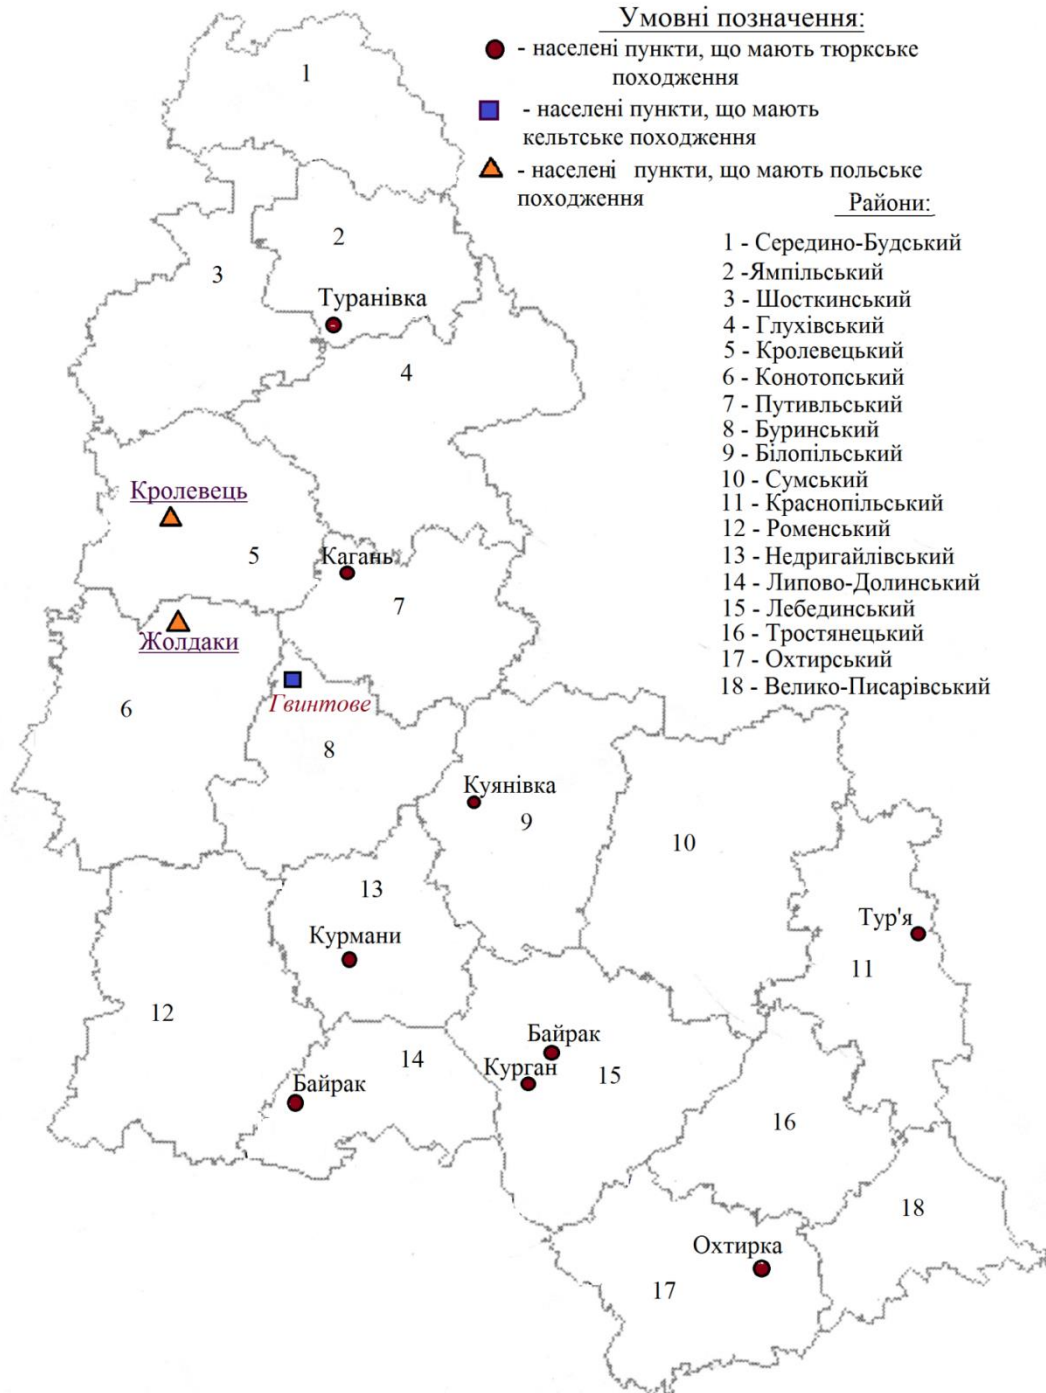 Умовні позначення:
- населені пункти, що мають тюркське
походження
- населені пункти, що мають
кельтське походження
- населені пункти, що мають польське
походження
Райони:
1 - Середино-Будський
2 -Ямпільський
3 - Шосткинський
4 - Глухівський
5 - Кролевецький
6 - Конотопський
7 - Путивльський
8 - Буринський
9 - Білопільський
10 - Сумський
11 - Краснопільський
12 - Роменський
13 - Недригайлівський
14 - Липово-Долинський
15 - Лебединський
16 - Тростянецький
17 - Охтирський
18 - Велико-Писарівський
1
2
3
Туранівка
4
Кролевець
5
Кагань
7
Жолдаки
6
Гвинтове
8
Куянівка
9
10
13
Курмани
Тур'я
11
12
14
Байрак
Байрак
Курган
15
16
18
Охтирка
17